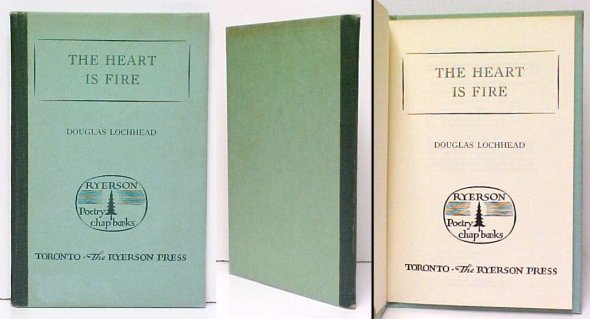 THE HEART
IS FIRE
DOUGLAS LOCHHEAD
RYERSON
Poetry
chap books
TORONTO · The RYERSON PRESS
THE HEART
IS FIRE
DOUGLAS LOCHHEAD
RYERSON
Poetry
chap books
TORONTO · The RYERSON PRESS